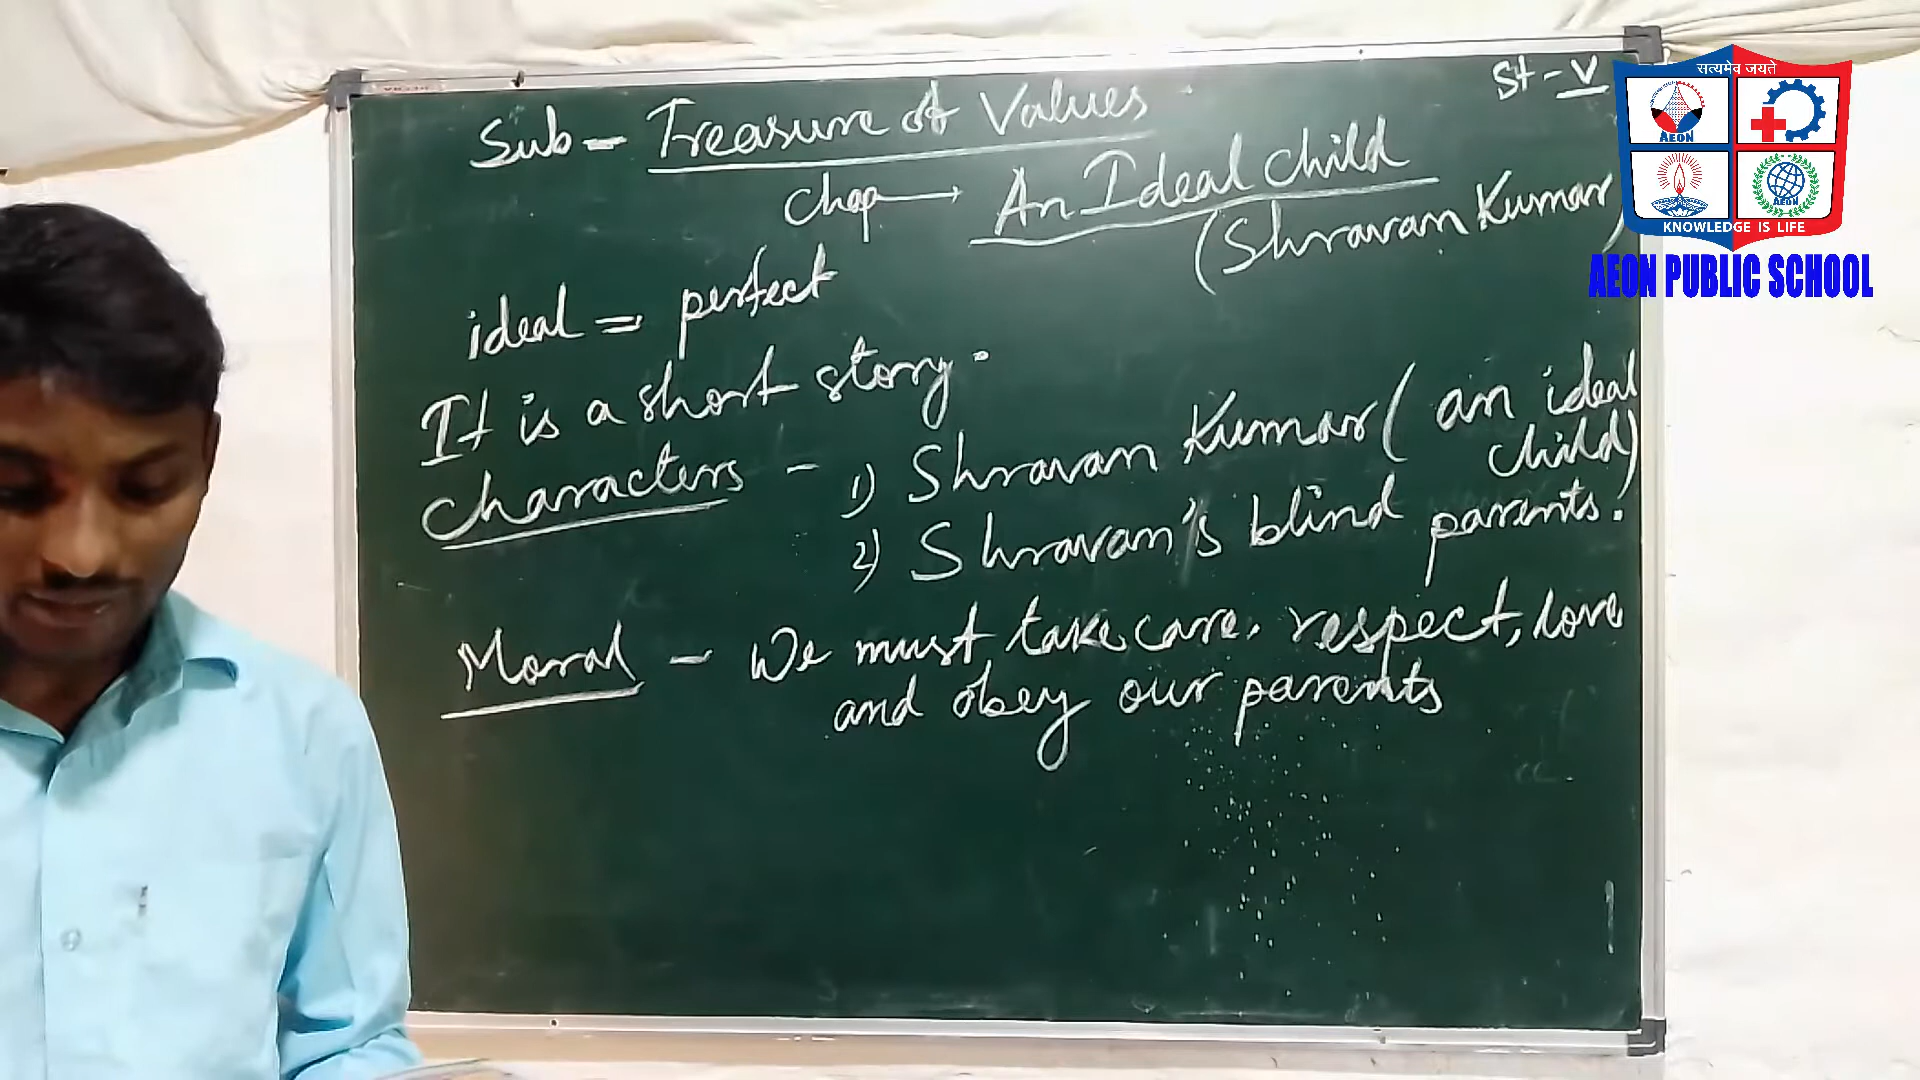 St - V
Sub - Treasure of Values
Chap → An Ideal child
(Shravan Kumar)
ideal = perfect
It is a short story.
characters - 1) Shravan Kumar ( an ideal
child)
2) Shravan's blind parents.
Moral - We must take care, respect, love
and obey our parents
सत्यमेव जयते
AEON
AEON
KNOWLEDGE IS LIFE
AEON PUBLIC SCHOOL